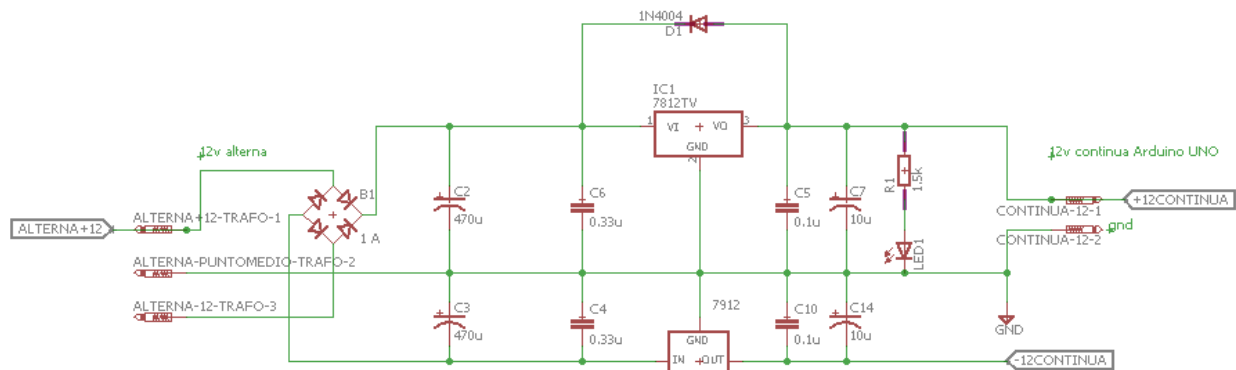 1N4004
D1
IC1
7812TV
1
VI
VO
3
GND
2
12v alterna
12v continua Arduino UNO
B1
C2
C6
C5
C7
R1
1.5k
ALTERNA+12-TRAFO-1
ALTERNA+12
1 A
470u
0.33u
0.1u
10u
CONTINUA-12-1
+12CONTINUA
gnd
CONTINUA-12-2
LED1
ALTERNA-PUNTOMEDIO-TRAFO-2
ALTERNA-12-TRAFO-3
C3
C4
7912
C10
C14
470u
0.33u
GND
0.1u
10u
GND
IN
OUT
-12CONTINUA